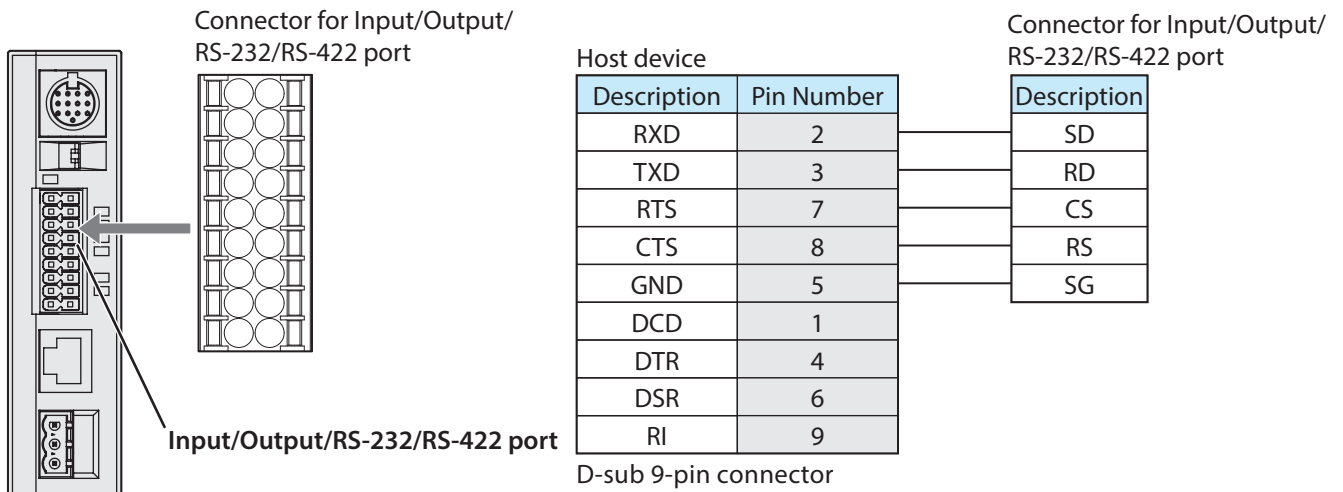 Connector for Input/Output/
RS-232/RS-422 port
Input/Output/RS-232/RS-422 port
Host device
Description Pin Number
RXD 2
TXD 3
RTS 7
CTS 8
GND 5
DCD 1
DTR 4
DSR 6
RI 9
D-sub 9-pin connector
Connector for Input/Output/
RS-232/RS-422 port
Description
SD
RD
CS
RS
SG